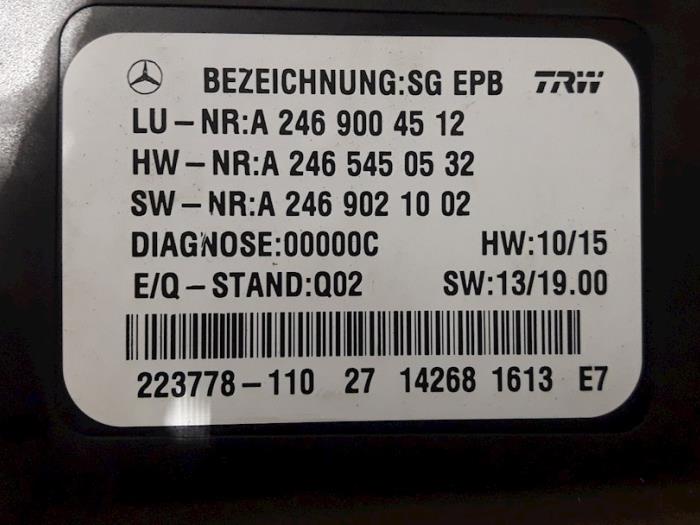 BEZEICHNUNG:SG EPB TRW
LU-NR:A 246 900 45 12
HW-NR:A 246 545 05 32
SW-NR:A 246 902 10 02
DIAGNOSE:00000C HW:10/15
E/Q-STAND:Q02 SW:13/19.00
223778-110 27 14268 1613 E7